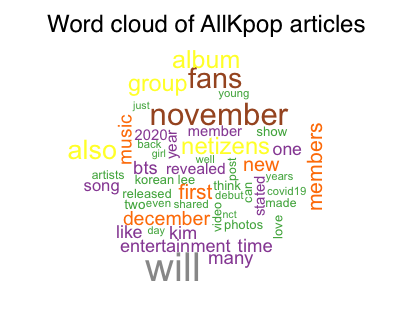 Word cloud of AllKpop articles
album
group fans
young
just
november
music
2020
year
member
show
also
back
girl
netizens
one
well
bts
revealed
post
new
members
artists
korean
lee
song
released
first
think
can
stated
covid19
years
two
even
shared
debut
made
december
video
nct
photos
love
like
day
kim
entertainment
time
many
will